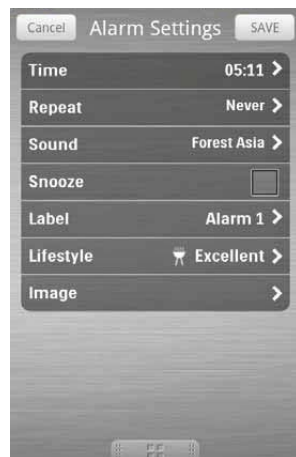 Cancel Alarm Settings SAVE
Time 05:11
Repeat Never
Sound Forest Asia
Snooze
Label Alarm 1
Lifestyle Excellent
Image